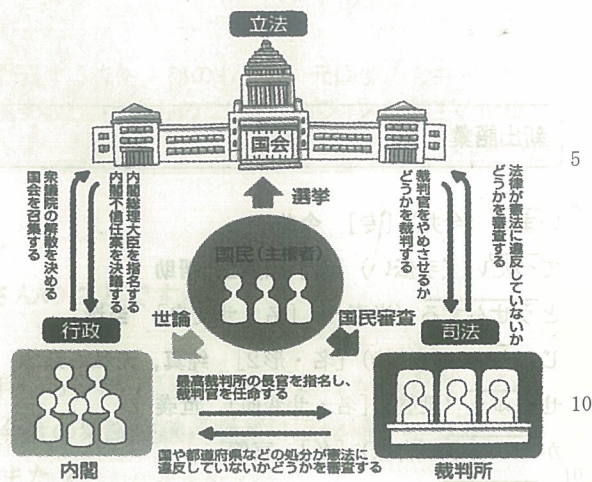 立法
国会
5
衆議院の解散を決める
国会を召集する
内閣総理大臣を指名する
内閣不信任案を決議する
選挙
裁判官をやめさせるか
どうかを裁判する
法律が憲法に違反していないか
どうかを審査する
国民(主権者)
行政
世論
国民審査
司法
最高裁判所の長官を指名し、
裁判官を任命する
10
国や都道府県などの処分が憲法に
違反していないかどうかを審査する
内閣
裁判所